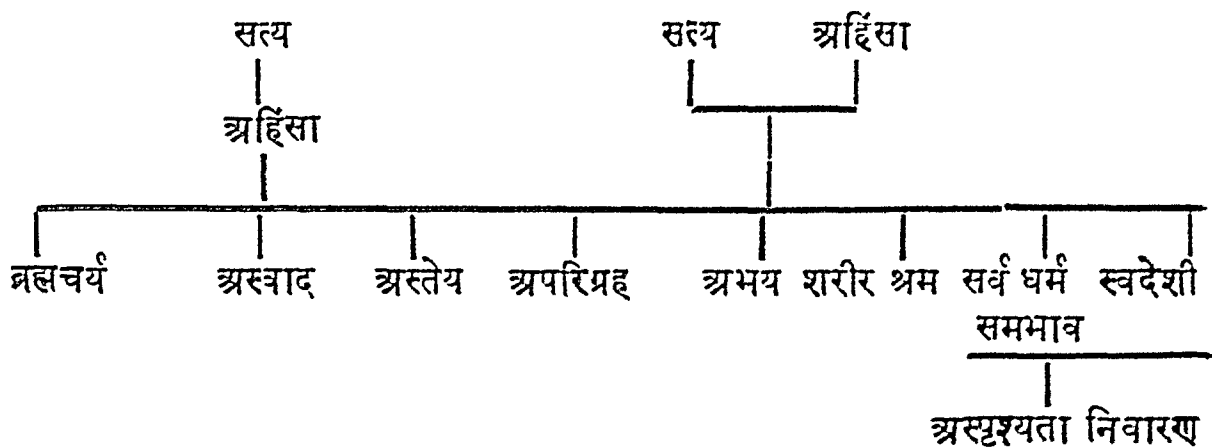 सत्य सत्य अहिंसा
अहिंसा
ब्रह्मचर्य अस्वाद अस्तेय अपरिग्रह अभय शरीर श्रम सर्व धर्म स्वदेशी
समभाव
अस्पृश्यता निवारण